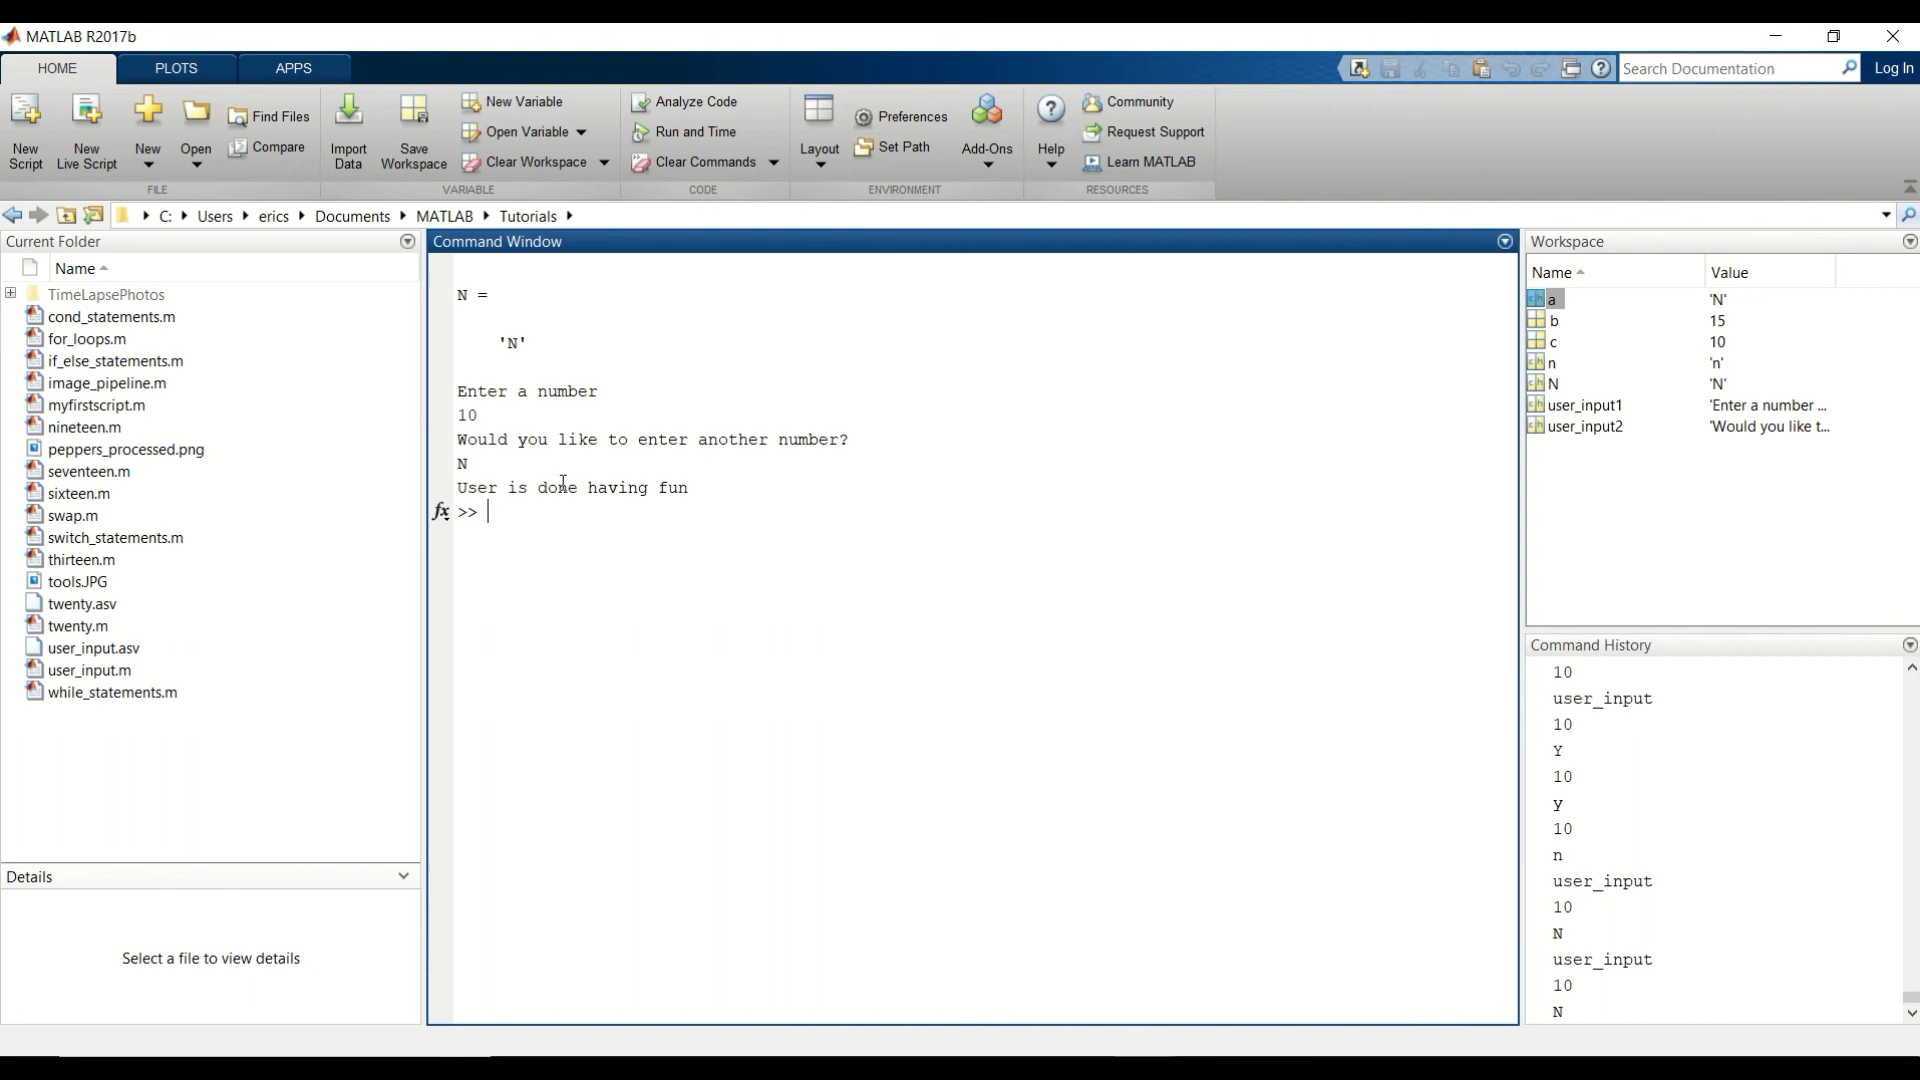 MATLAB R2017b
HOME PLOTS APPS
Search Documentation Log In
New Script
New Live Script
New
Open
Find Files
Compare
Import Data
Save Workspace
New Variable
Open Variable
Clear Workspace
Analyze Code
Run and Time
Clear Commands
Layout
Preferences
Set Path
Add-Ons
Help
Community
Request Support
Learn MATLAB
FILE VARIABLE CODE ENVIRONMENT RESOURCES
C: Users erics Documents MATLAB Tutorials
Current Folder
Name
TimeLapsePhotos
cond_statements.m
for_loops.m
if_else_statements.m
image_pipeline.m
myfirstscript.m
nineteen.m
peppers_processed.png
seventeen.m
sixteen.m
swap.m
switch_statements.m
thirteen.m
tools.JPG
twenty.asv
twenty.m
user_input.asv
user_input.m
while_statements.m
Details
Select a file to view details
Command Window
N =
'N'
Enter a number
10
Would you like to enter another number?
N
User is done having fun
fx >>
Workspace
Name Value
a 'N'
b 15
c 10
n 'n'
N 'N'
user_input1 'Enter a number ...
user_input2 'Would you like t...
Command History
10
user_input
10
Y
10
y
10
n
user_input
10
N
user_input
10
N